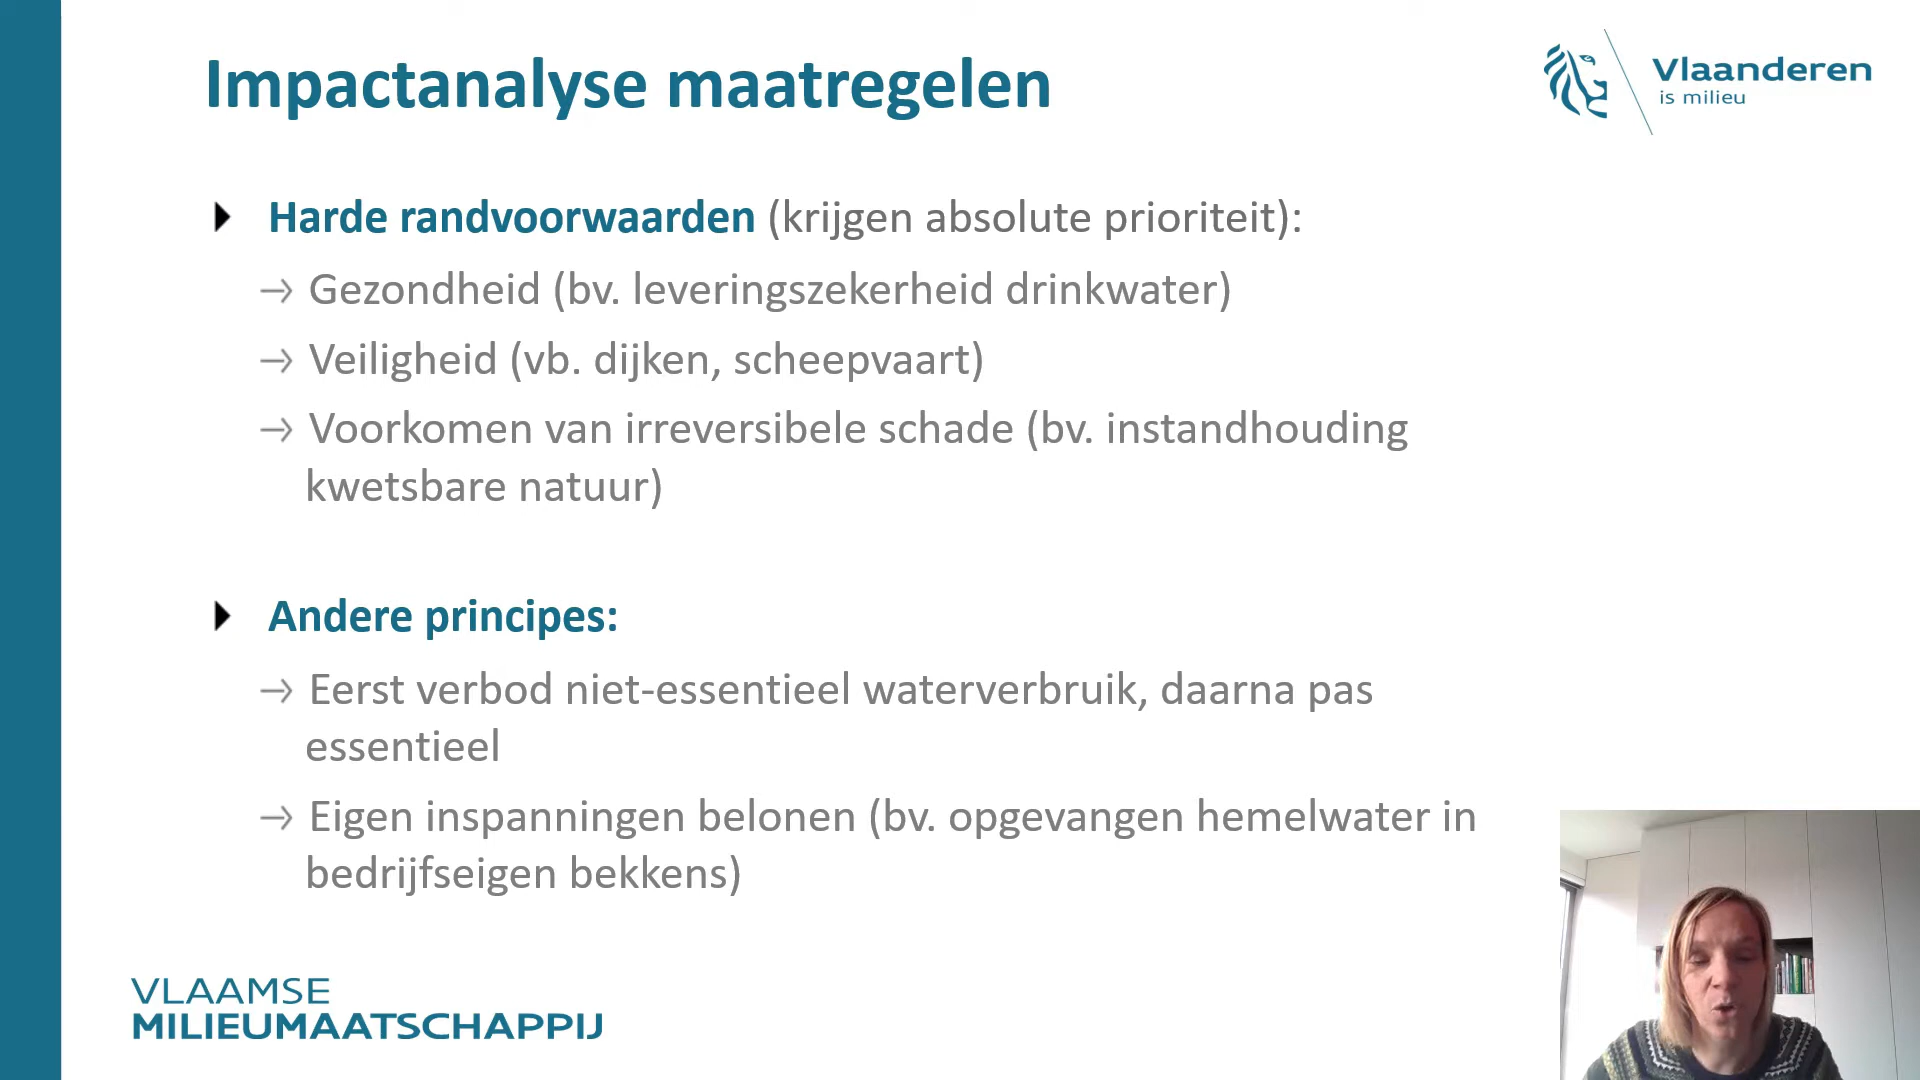 Impactanalyse maatregelen
Vlaanderen
is milieu
Harde randvoorwaarden (krijgen absolute prioriteit):
Gezondheid (bv. leveringszekerheid drinkwater)
Veiligheid (vb. dijken, scheepvaart)
Voorkomen van irreversibele schade (bv. instandhouding
kwetsbare natuur)
Andere principes:
Eerst verbod niet-essentieel waterverbruik, daarna pas
essentieel
Eigen inspanningen belonen (bv. opgevangen hemelwater in
bedrijfseigen bekkens)
VLAAMSE
MILIEUMAATSCHAPPIJ